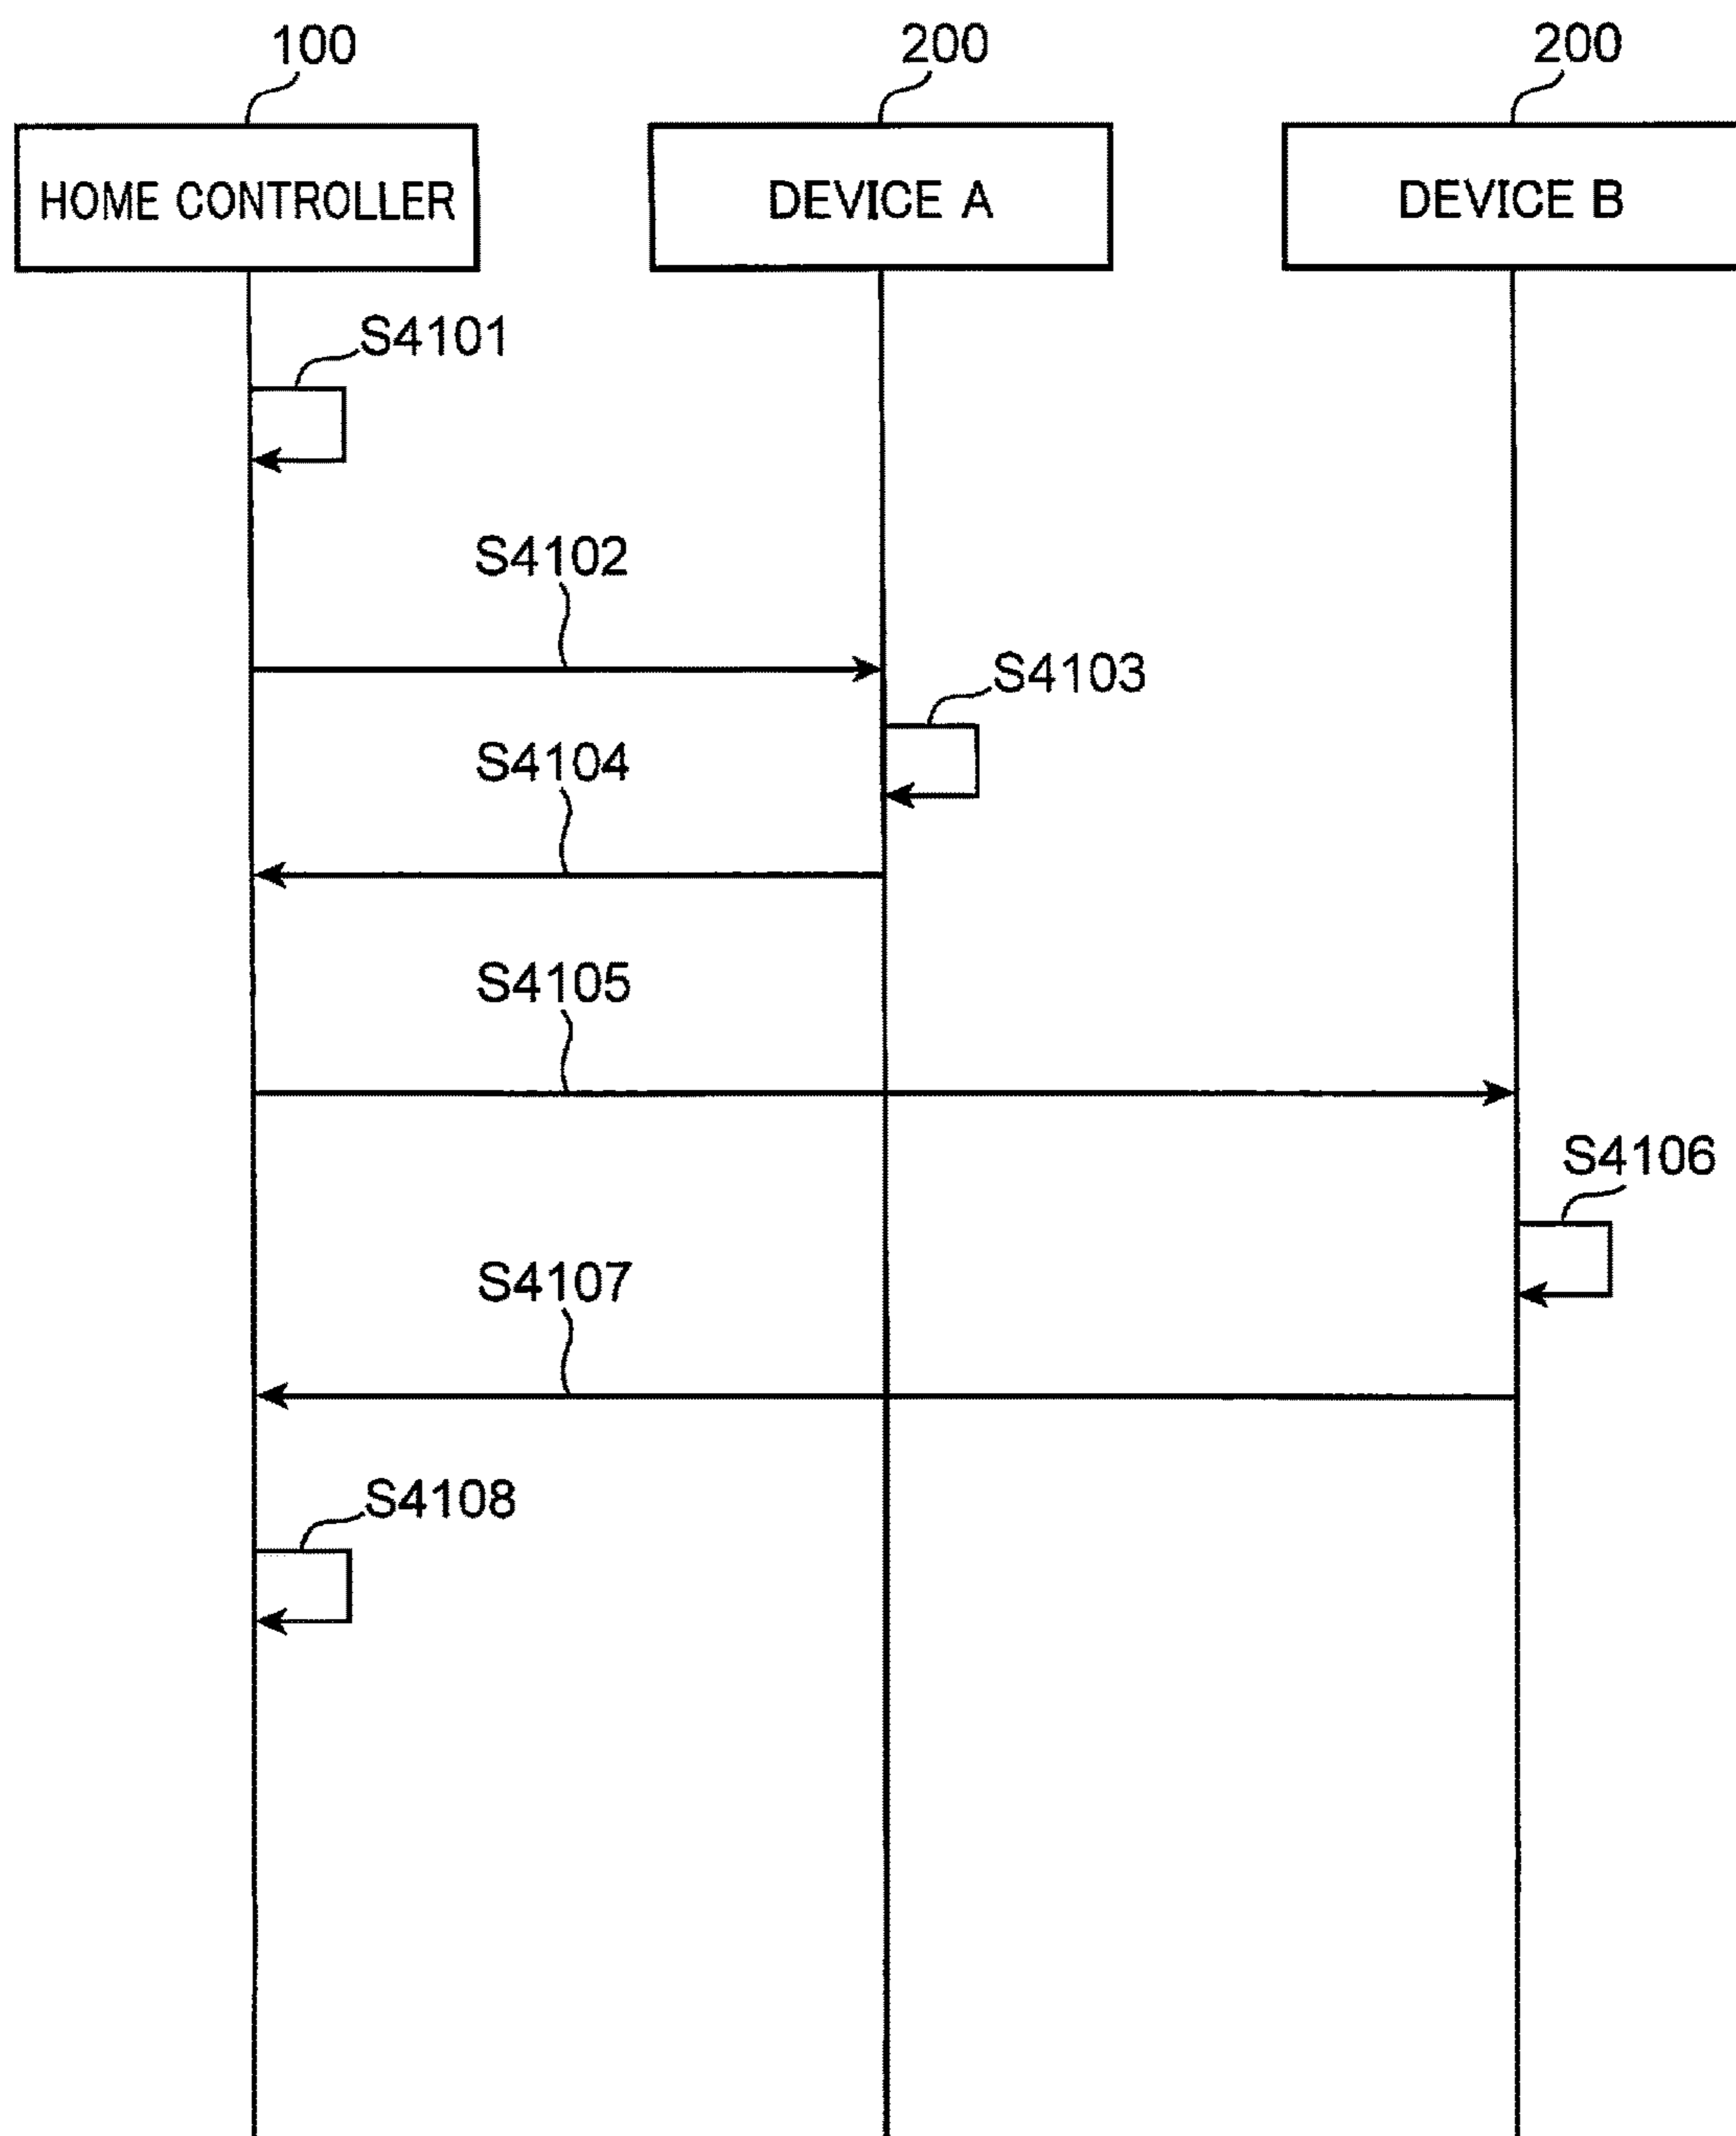 100
200
200
HOME CONTROLLER
DEVICE A
DEVICE B
S4101
S4102
S4103
S4104
S4105
S4106
S4107
S4108